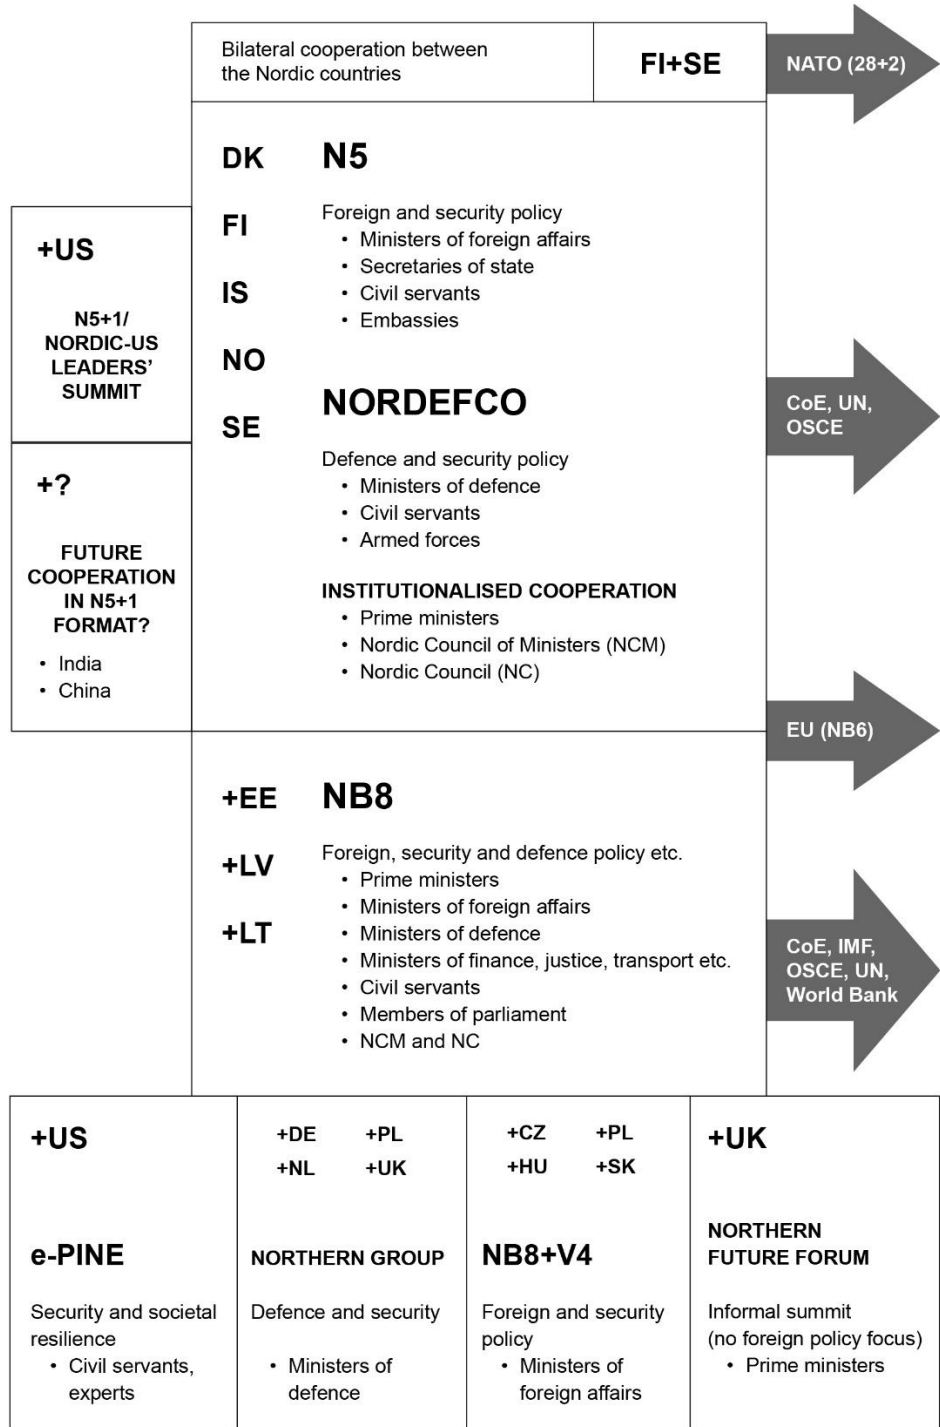 Bilateral cooperation between
the Nordic countries
FI+SE
NATO (28+2)
DK
FI
IS
NO
SE
N5
Foreign and security policy
• Ministers of foreign affairs
• Secretaries of state
• Civil servants
• Embassies
NORDEFCO
Defence and security policy
• Ministers of defence
• Civil servants
• Armed forces
INSTITUTIONALISED COOPERATION
• Prime ministers
• Nordic Council of Ministers (NCM)
• Nordic Council (NC)
+US
N5+1/
NORDIC-US
LEADERS’
SUMMIT
+?
FUTURE
COOPERATION
IN N5+1
FORMAT?
• India
• China
CoE, UN,
OSCE
EU (NB6)
+EE
+LV
+LT
NB8
Foreign, security and defence policy etc.
• Prime ministers
• Ministers of foreign affairs
• Ministers of defence
• Ministers of finance, justice, transport etc.
• Civil servants
• Members of parliament
• NCM and NC
CoE, IMF,
OSCE, UN,
World Bank
+US
e-PINE
Security and societal
resilience
• Civil servants,
experts
+DE +PL
+NL +UK
NORTHERN GROUP
Defence and security
• Ministers of
defence
+CZ +PL
+HU +SK
NB8+V4
Foreign and security
policy
• Ministers of
foreign affairs
+UK
NORTHERN
FUTURE FORUM
Informal summit
(no foreign policy focus)
• Prime ministers